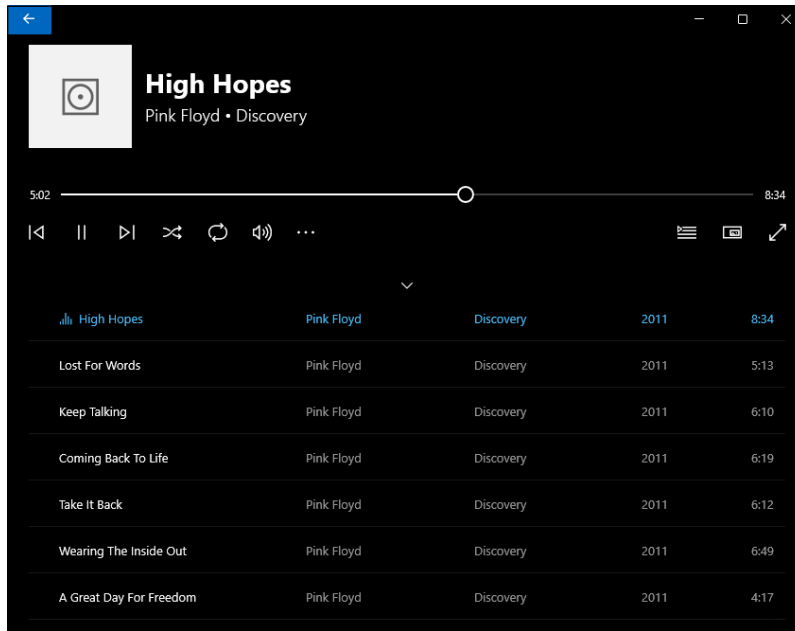 High Hopes
Pink Floyd • Discovery
5:02 8:34
High Hopes Pink Floyd Discovery 2011 8:34
Lost For Words Pink Floyd Discovery 2011 5:13
Keep Talking Pink Floyd Discovery 2011 6:10
Coming Back To Life Pink Floyd Discovery 2011 6:19
Take It Back Pink Floyd Discovery 2011 6:12
Wearing The Inside Out Pink Floyd Discovery 2011 6:49
A Great Day For Freedom Pink Floyd Discovery 2011 4:17